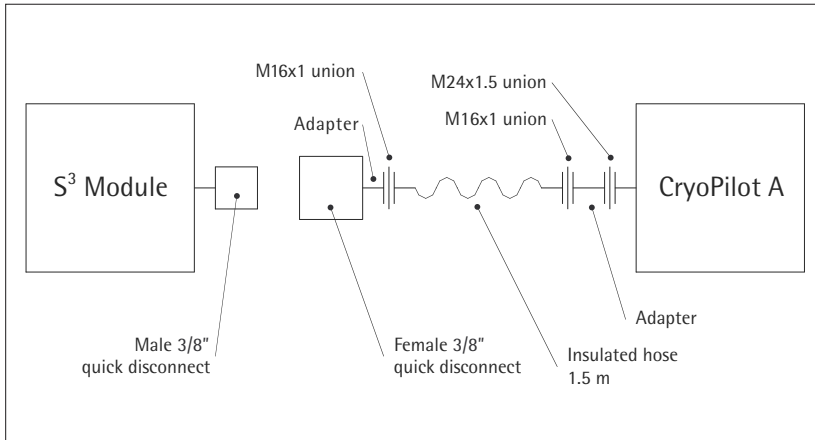 M16x1 union
M24x1.5 union
Adapter
M16x1 union
S³ Module
CryoPilot A
Male 3/8"
quick disconnect
Female 3/8"
quick disconnect
Insulated hose
1.5 m
Adapter